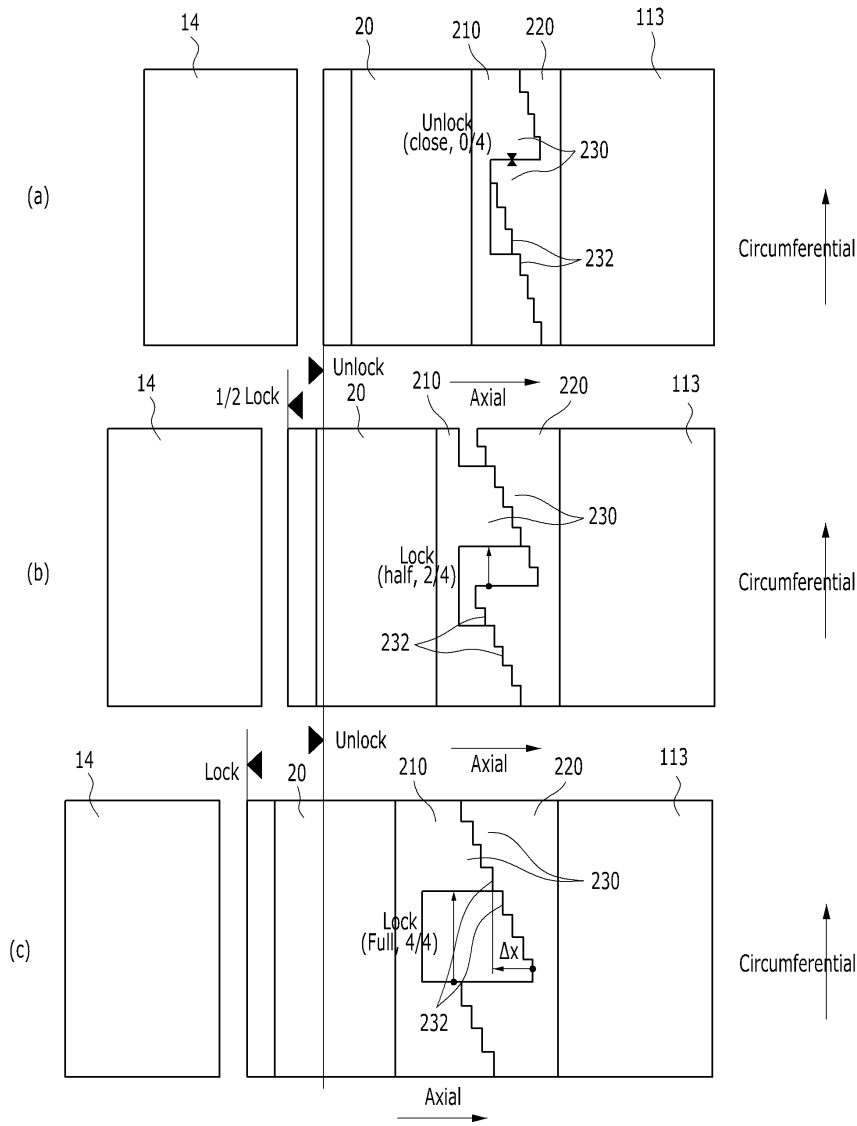 14
20
210
220
113
Unlock
(close, 0/4)
230
(a)
232
Circumferential
Unlock
1/2 Lock
Axial
14
20
210
220
113
230
Lock
(half, 2/4)
(b)
232
Circumferential
Unlock
Lock
Axial
14
20
210
220
113
230
Lock
(Full, 4/4)
Δx
(c)
232
Circumferential
Axial